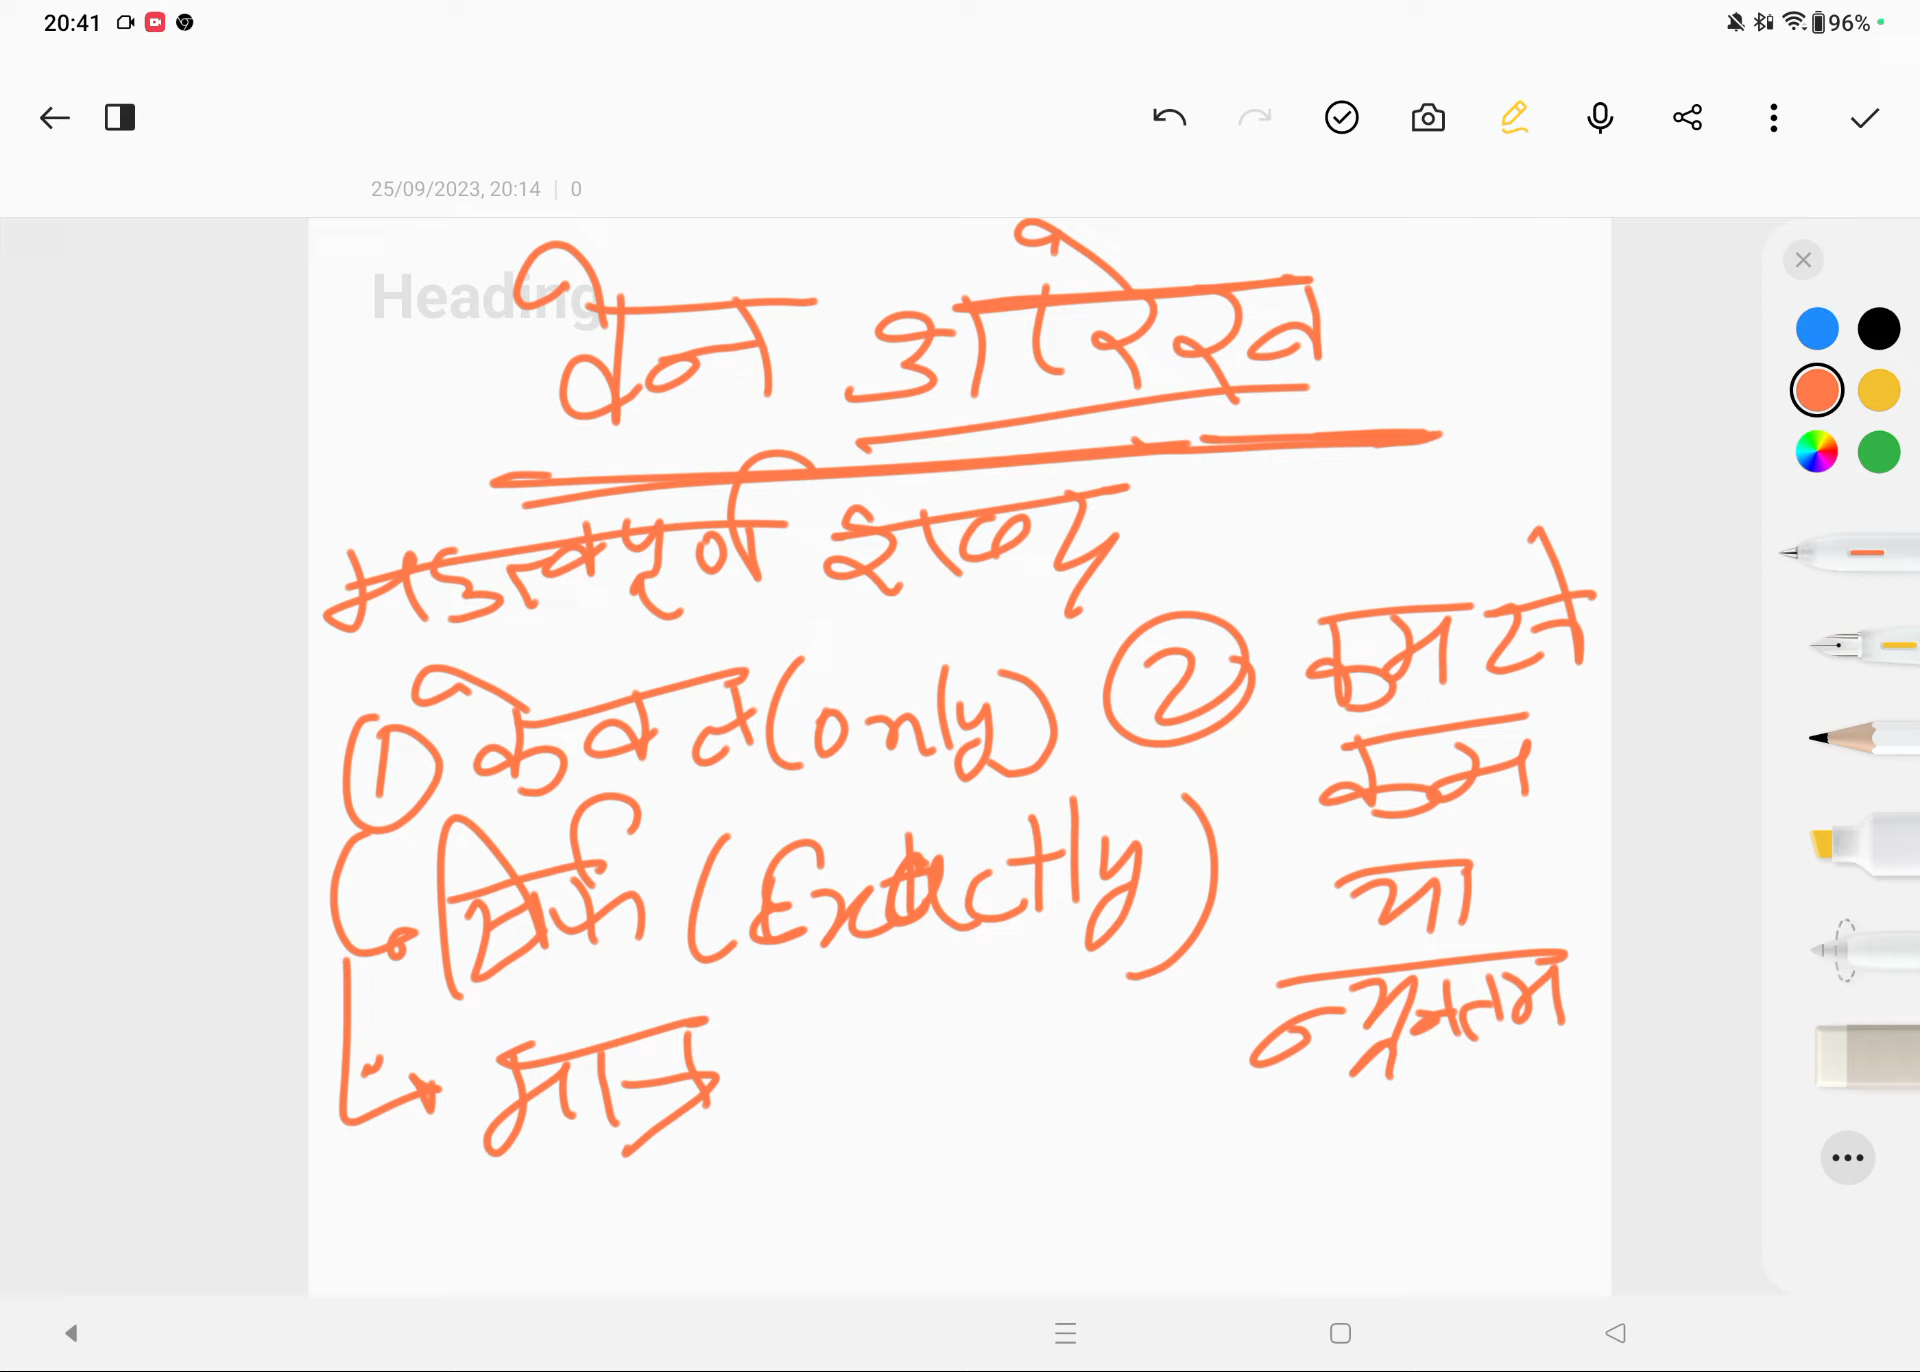 20:41 96%
25/09/2023, 20:14 | 0
Heading
वेन आरेख
महत्वपूर्ण शब्द
① केवल (only)
सिर्फ (Exactly)
मात्र
② कम से
कम
या
न्यूनतम